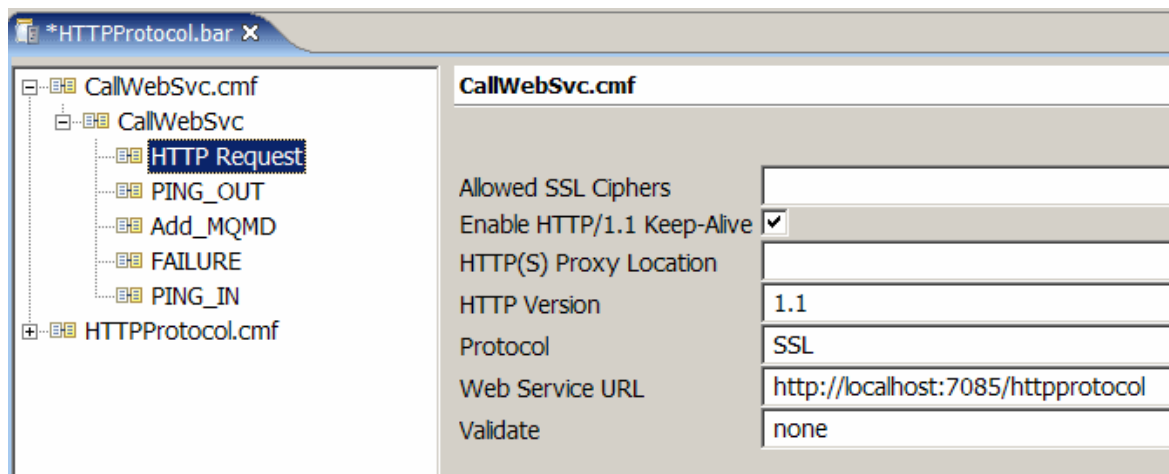 *HTTPProtocol.bar
CallWebSvc.cmf
CallWebSvc
HTTP Request
PING_OUT
Add_MQMD
FAILURE
PING_IN
HTTPProtocol.cmf
CallWebSvc.cmf
Allowed SSL Ciphers
Enable HTTP/1.1 Keep-Alive
HTTP(S) Proxy Location
HTTP Version 1.1
Protocol SSL
Web Service URL http://localhost:7085/httpprotocol
Validate none